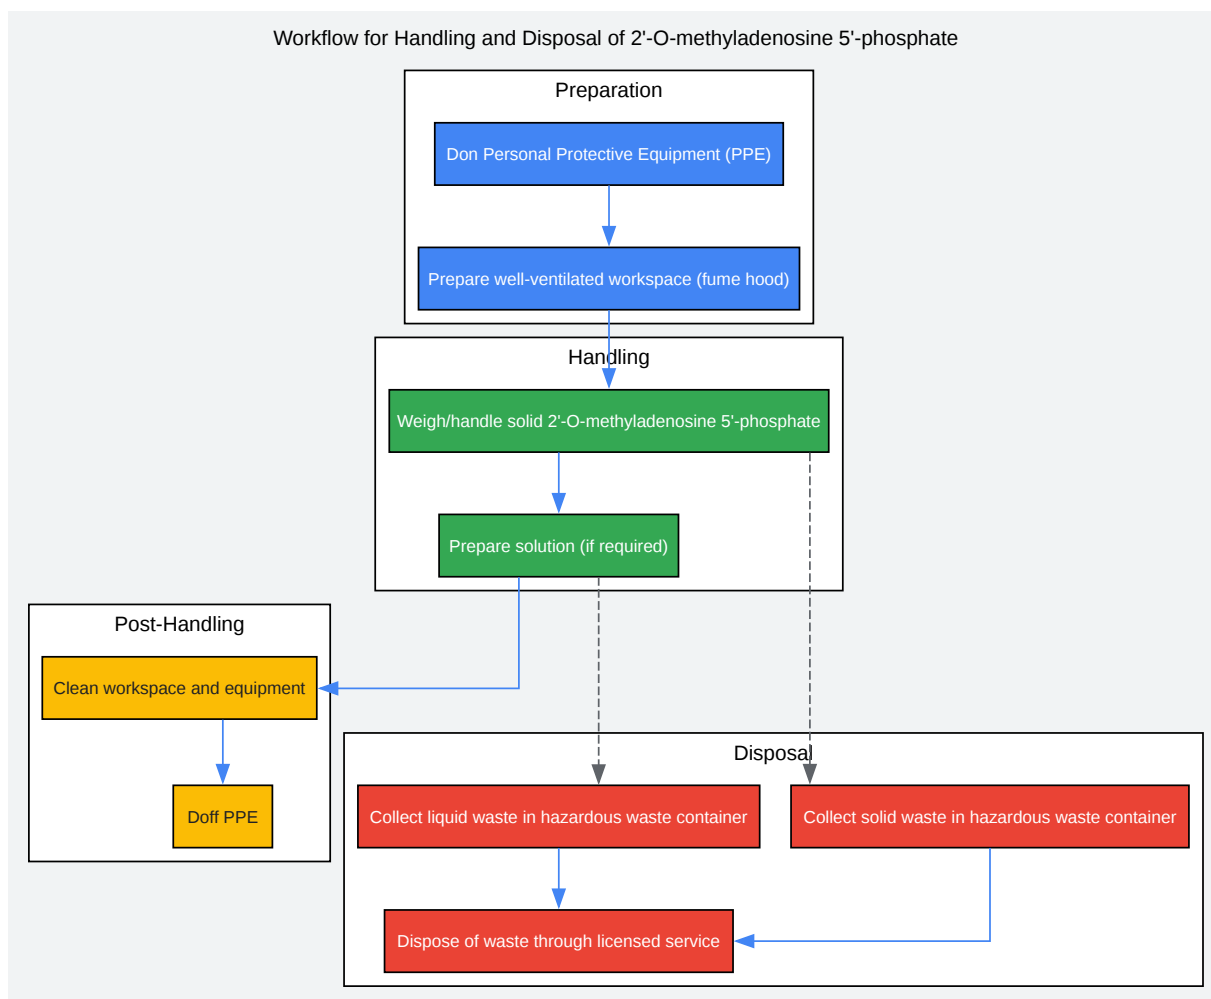 Workflow for Handling and Disposal of 2'-O-methyladenosine 5'-phosphate
Preparation
Don Personal Protective Equipment (PPE)
Prepare well-ventilated workspace (fume hood)
Handling
Weigh/handle solid 2'-O-methyladenosine 5'-phosphate
Prepare solution (if required)
Post-Handling
Clean workspace and equipment
Doff PPE
Disposal
Collect liquid waste in hazardous waste container
Collect solid waste in hazardous waste container
Dispose of waste through licensed service